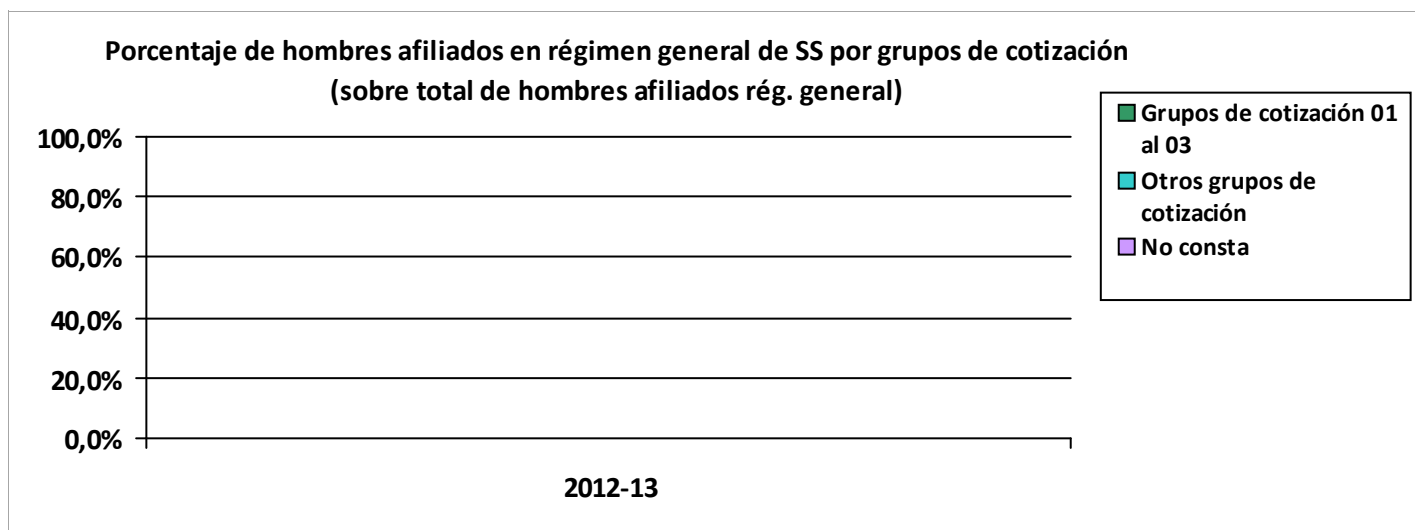 Porcentaje de hombres afiliados en régimen general de SS por grupos de cotización
(sobre total de hombres afiliados rég. general)
100,0%
80,0%
60,0%
40,0%
20,0%
0,0%
2012-13
Grupos de cotización 01
al 03
Otros grupos de
cotización
No consta